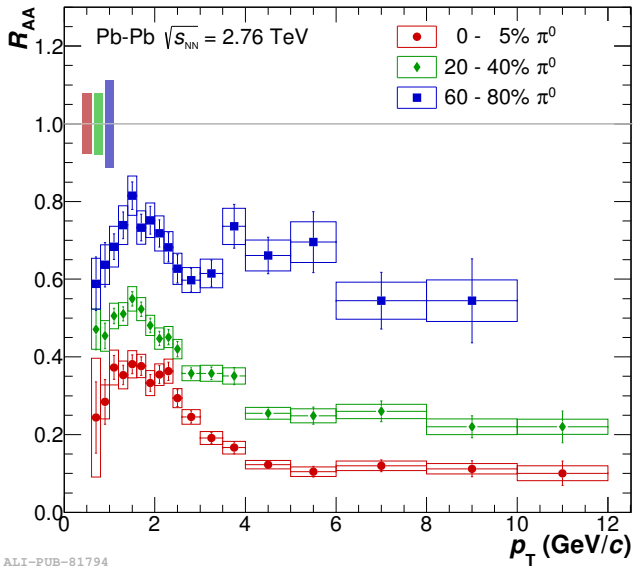 R_AA
Pb-Pb √s_NN = 2.76 TeV
0 - 5% π⁰
20 - 40% π⁰
60 - 80% π⁰
1.2
1.0
0.8
0.6
0.4
0.2
0.0
0 2 4 6 8 10 12
p_T (GeV/c)
ALI-PUB-81794